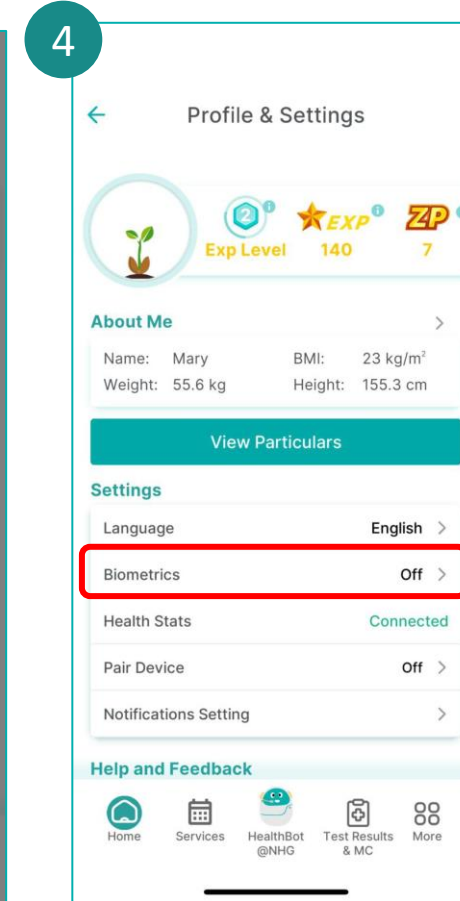 4
Profile & Settings
2
EXP
ZP
Exp Level 140 7
About Me
Name: Mary BMI: 23 kg/m²
Weight: 55.6 kg Height: 155.3 cm
View Particulars
Settings
Language English
Biometrics Off
Health Stats Connected
Pair Device Off
Notifications Setting
Help and Feedback
Home Services HealthBot @NHG Test Results & MC More